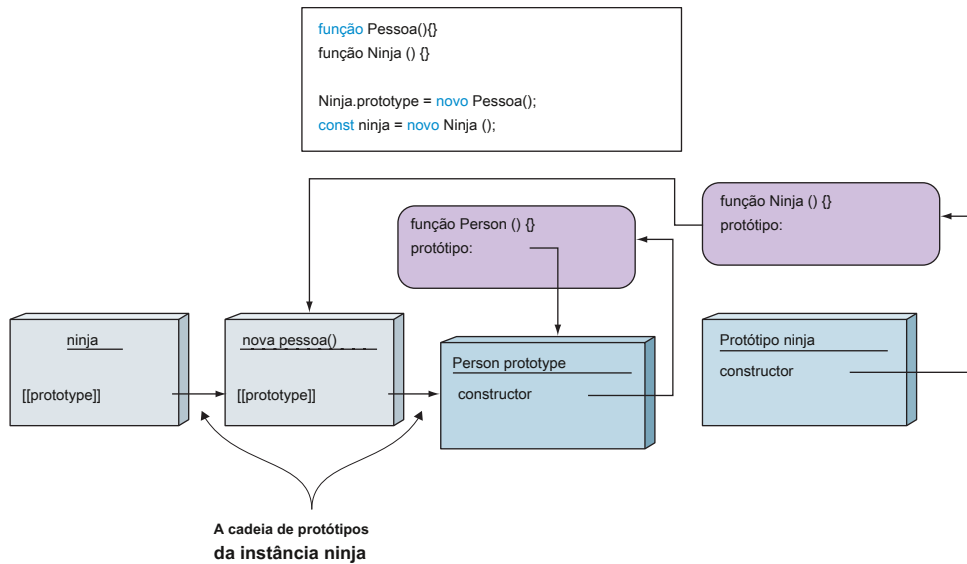 função Pessoa(){}
função Ninja () {}
Ninja.prototype = novo Pessoa();
const ninja = novo Ninja ();
função Ninja () {}
protótipo:
função Person () {}
protótipo:
ninja
[[prototype]]
nova pessoa()
[[prototype]]
Person prototype
constructor
Protótipo ninja
constructor
A cadeia de protótipos
da instância ninja